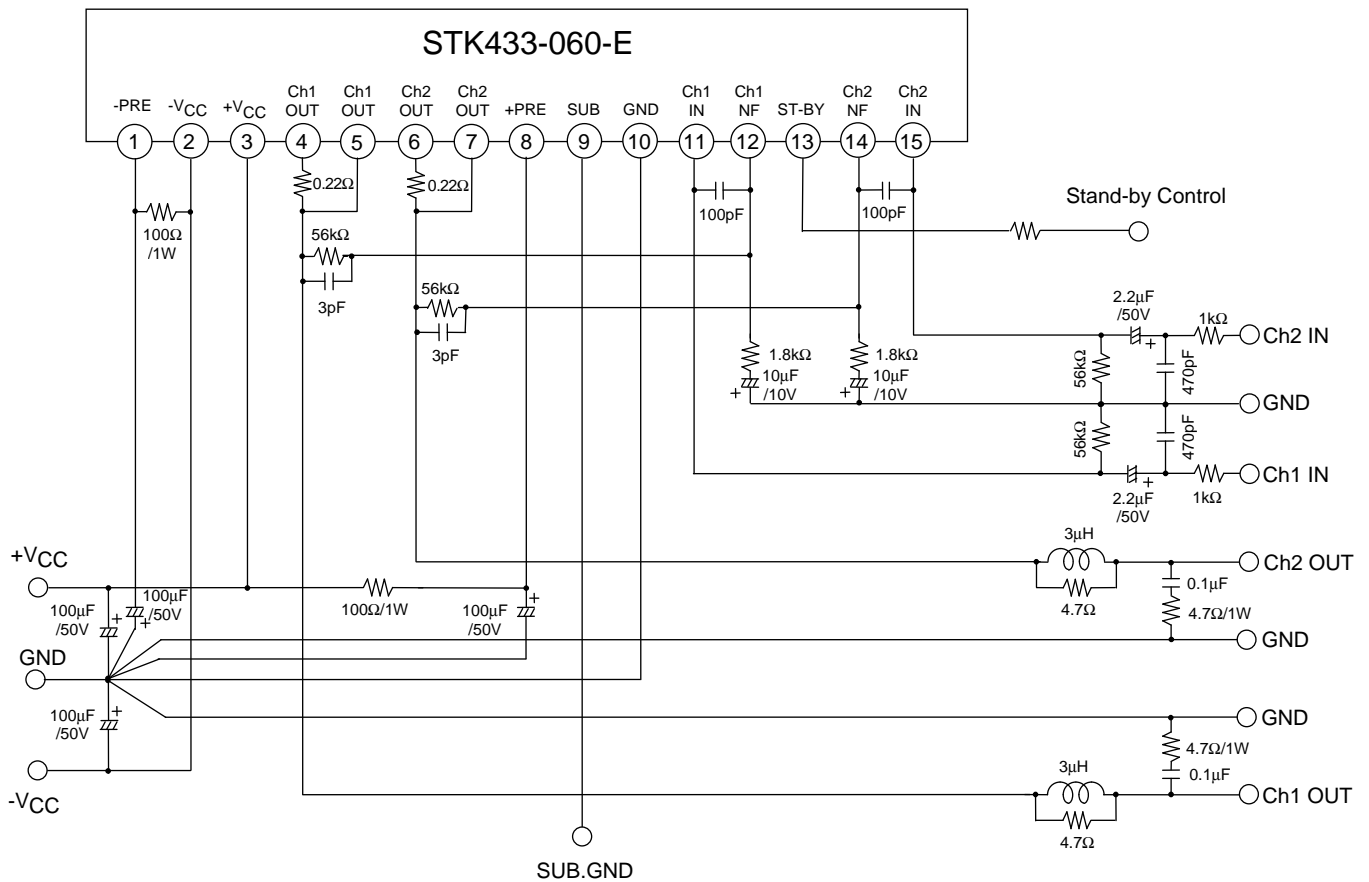 STK433-060-E
-PRE
-VCC
+VCC
Ch1
OUT
Ch1
OUT
Ch2
OUT
Ch2
OUT
+PRE
SUB
GND
Ch1
IN
Ch1
NF
ST-BY
Ch2
NF
Ch2
IN
1
2
3
4
5
6
7
8
9
10
11
12
13
14
15
0.22Ω
0.22Ω
100pF
100pF
Stand-by Control
100Ω
/1W
56kΩ
3pF
56kΩ
3pF
2.2µF
/50V
+
1kΩ
Ch2 IN
1.8kΩ
10µF
/10V
+
1.8kΩ
10µF
/10V
+
56kΩ
470pF
GND
56kΩ
470pF
Ch1 IN
2.2µF
/50V
+
1kΩ
3µH
4.7Ω
Ch2 OUT
0.1µF
4.7Ω/1W
GND
+VCC
100µF
/50V
+
100µF
/50V
+
100Ω/1W
100µF
/50V
+
GND
100µF
/50V
+
-VCC
GND
4.7Ω/1W
0.1µF
3µH
4.7Ω
Ch1 OUT
SUB.GND